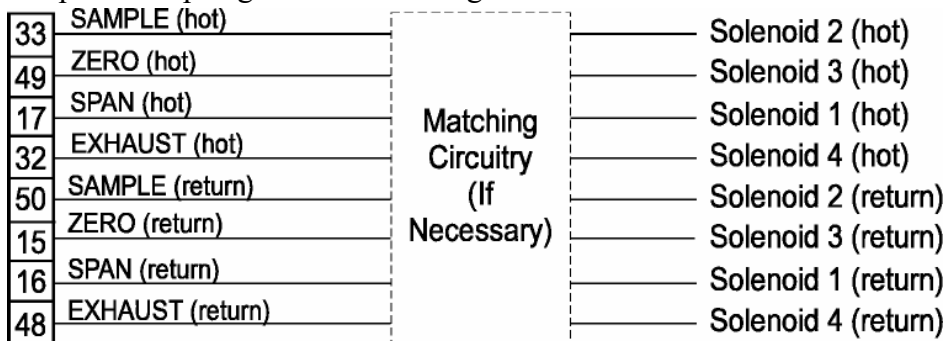 33 SAMPLE (hot) Solenoid 2 (hot)
49 ZERO (hot) Solenoid 3 (hot)
17 SPAN (hot) Solenoid 1 (hot)
32 EXHAUST (hot) Solenoid 4 (hot)
50 SAMPLE (return) Solenoid 2 (return)
15 ZERO (return) Solenoid 3 (return)
16 SPAN (return) Solenoid 1 (return)
48 EXHAUST (return) Solenoid 4 (return)
Matching
Circuitry
(If
Necessary)